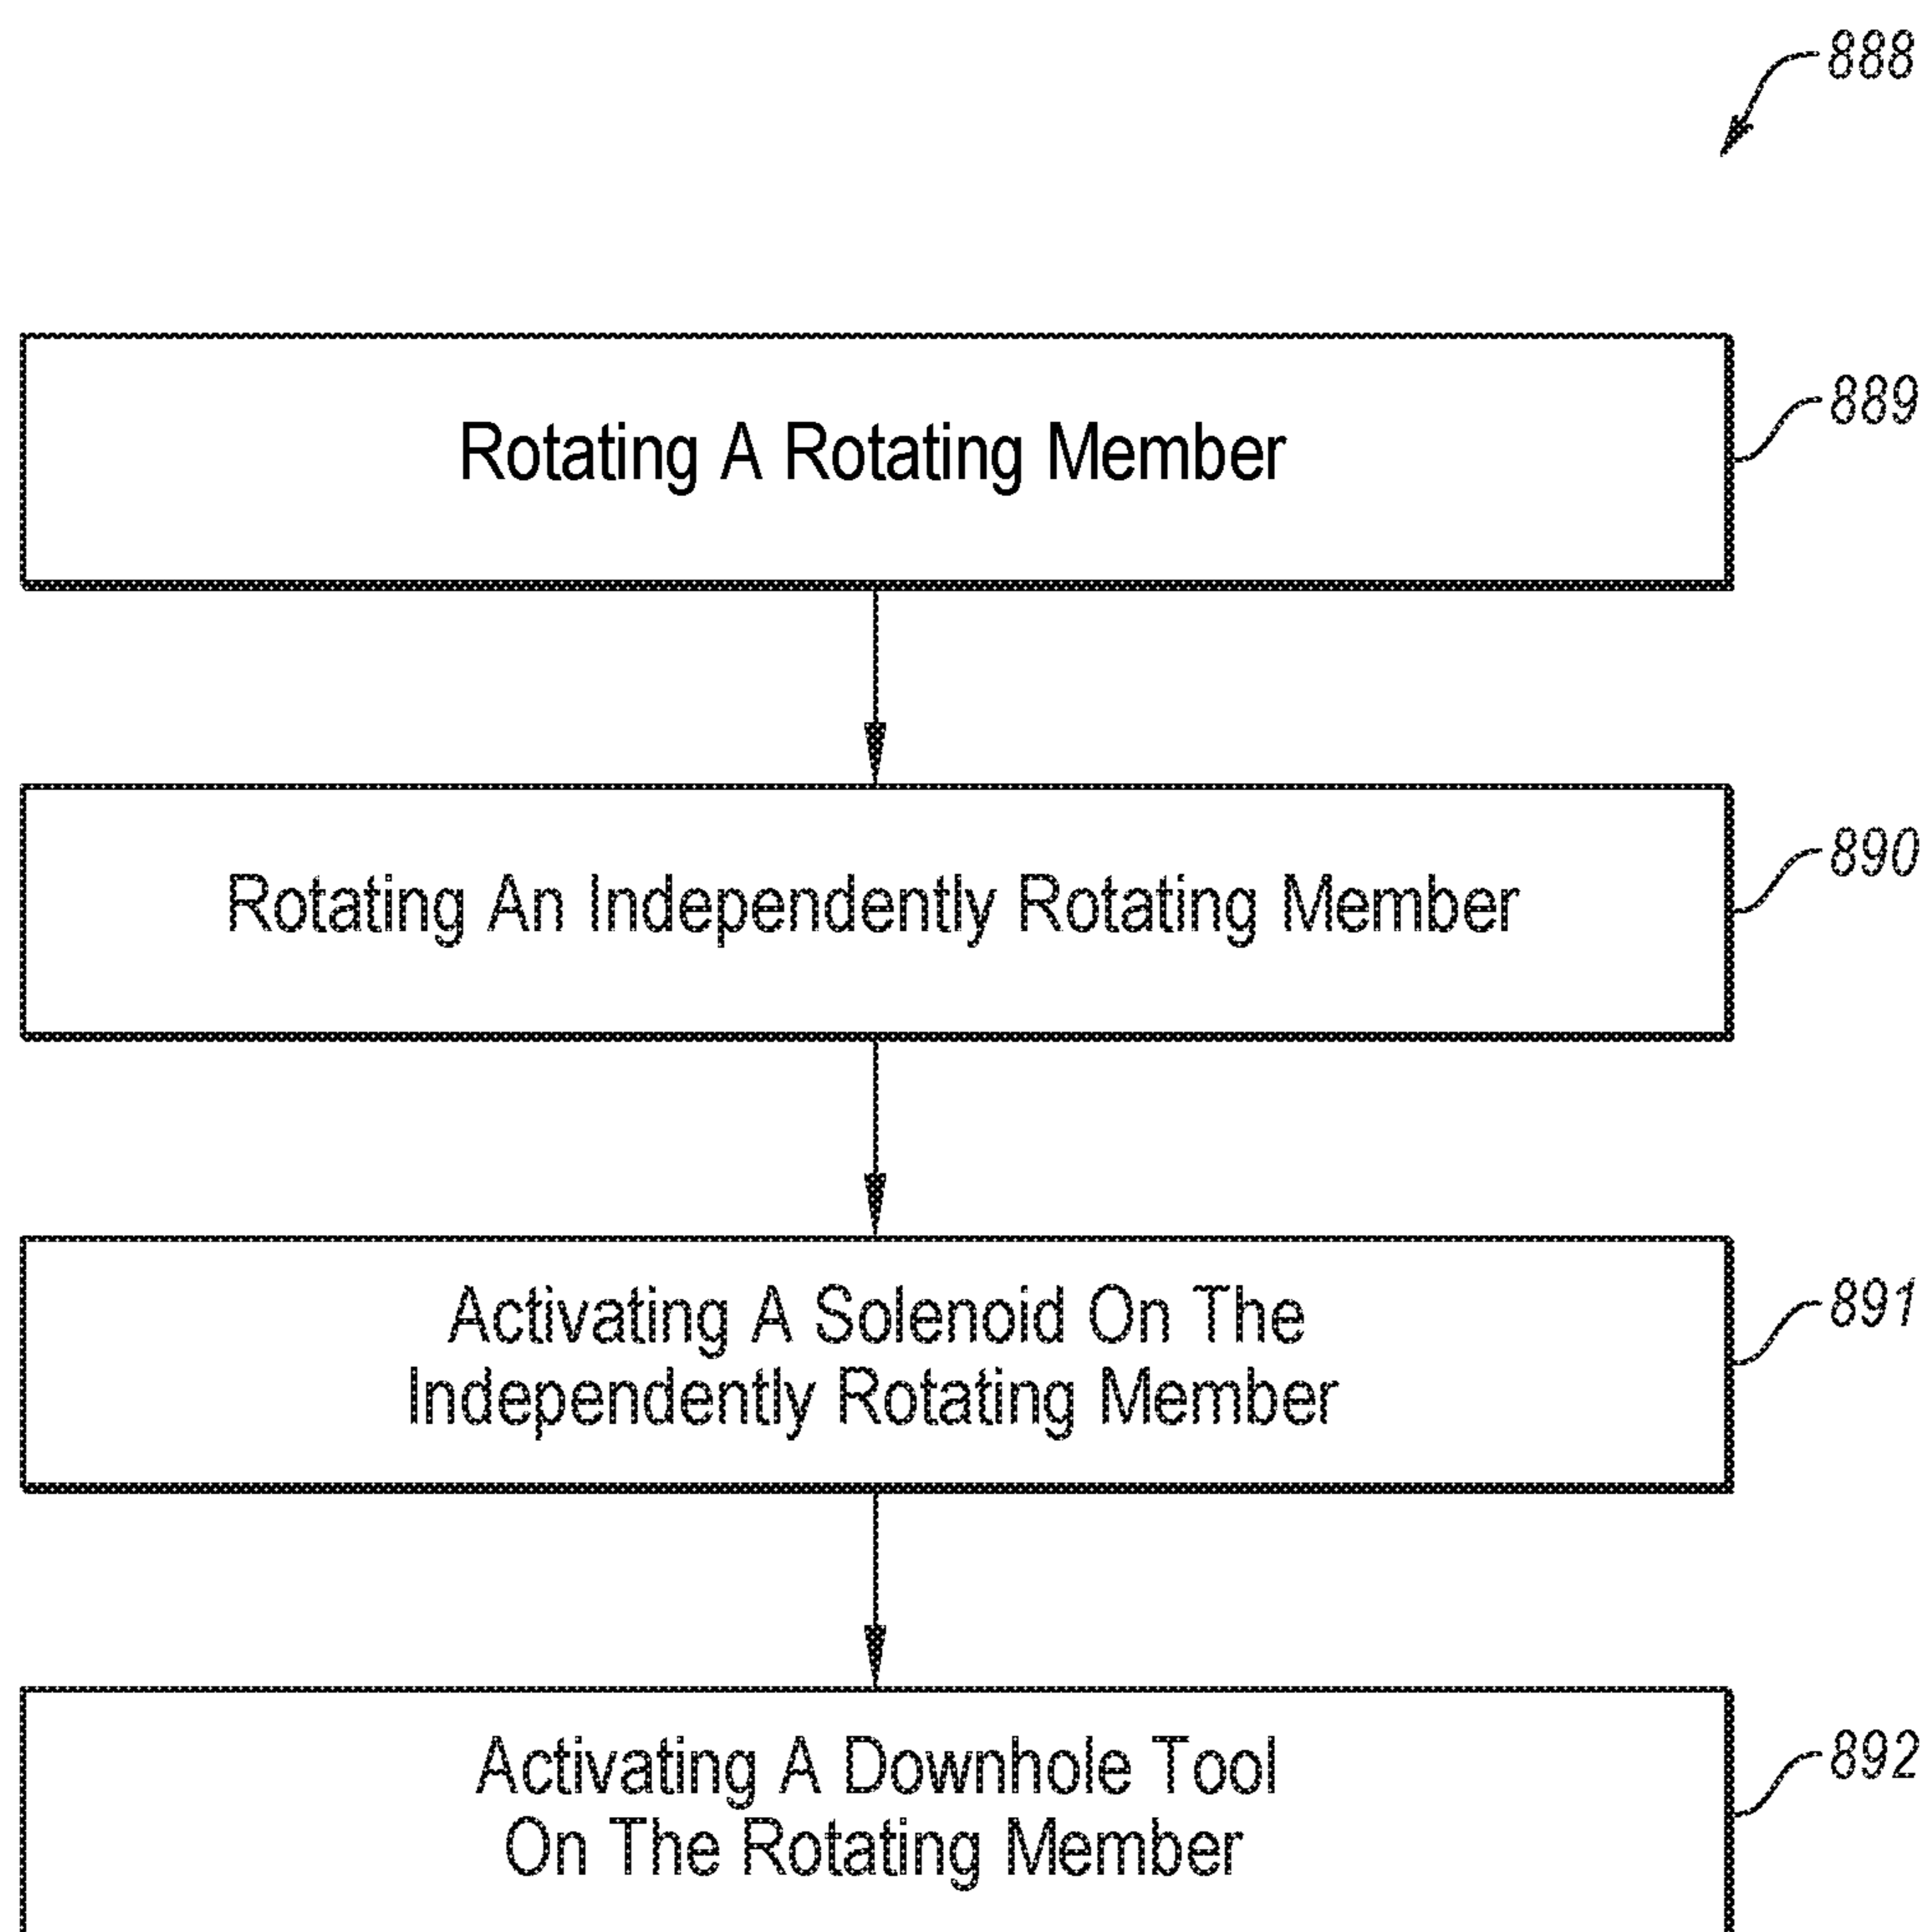 888
Rotating A Rotating Member
889
Rotating An Independently Rotating Member
890
Activating A Solenoid On The
Independently Rotating Member
891
Activating A Downhole Tool
On The Rotating Member
892